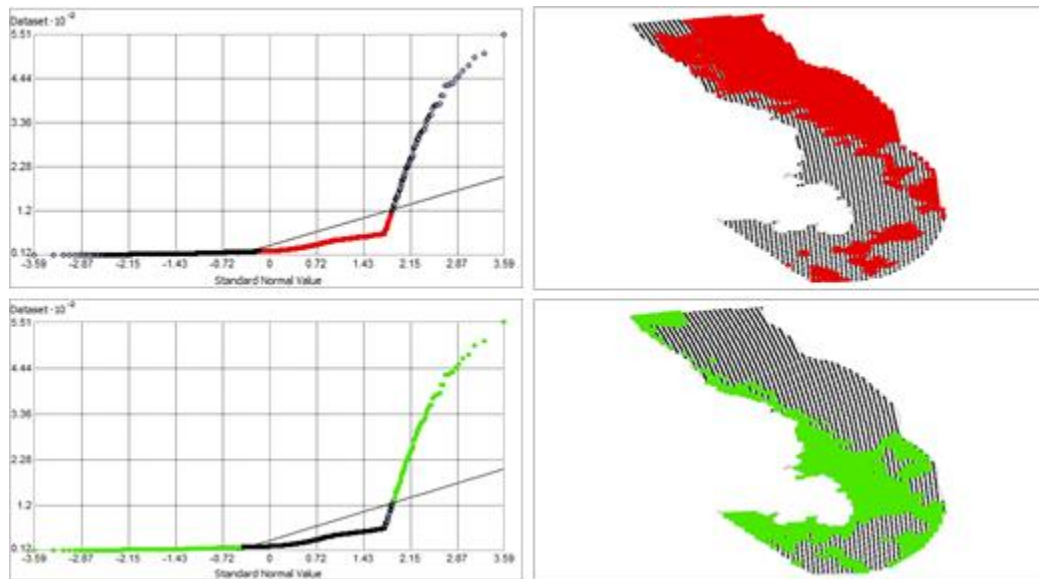 Dataset · 10 -2
5.51
4.44
3.36
2.28
1.2
0.12
-3.59 -2.87 -2.15 -1.43 -0.72 0 0.72 1.43 2.15 2.87 3.59
Standard Normal Value
Dataset · 10 -2
5.51
4.44
3.36
2.28
1.2
0.12
-3.59 -2.87 -2.15 -1.43 -0.72 0 0.72 1.43 2.15 2.87 3.59
Standard Normal Value